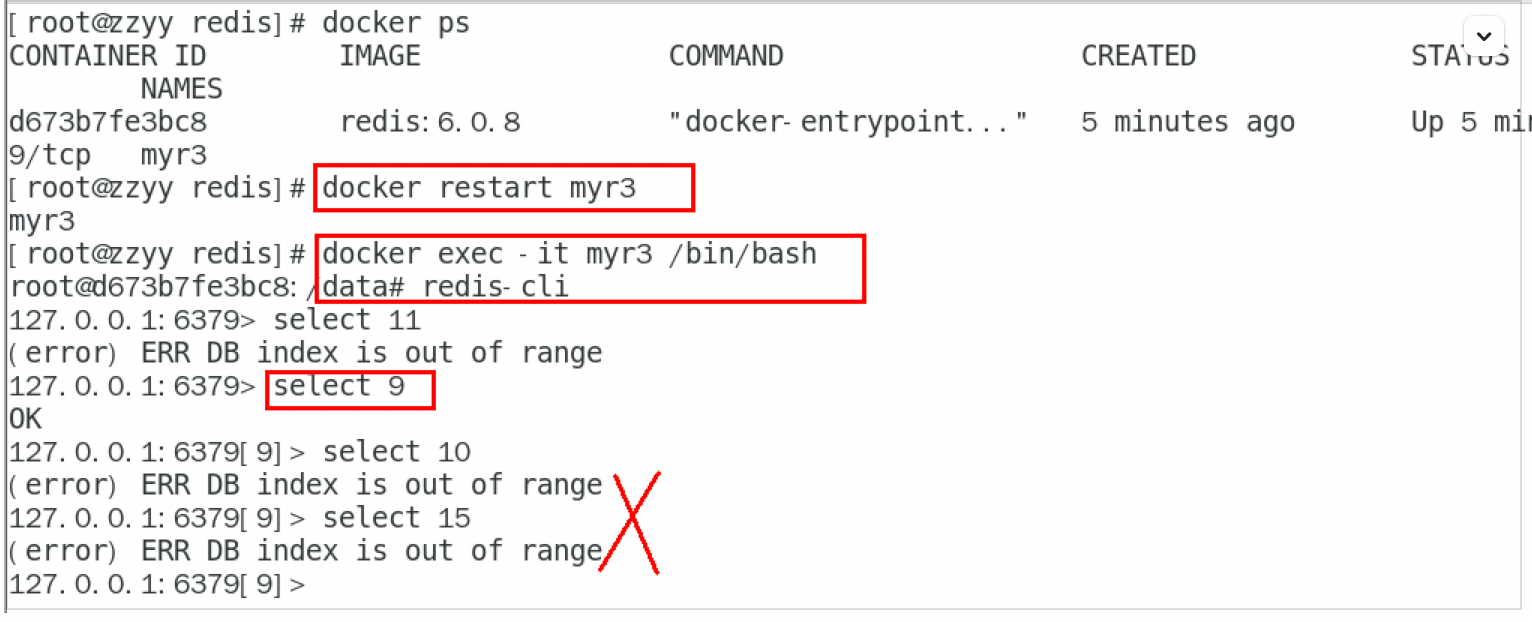 [root@zzyy redis]# docker ps
CONTAINER ID        IMAGE               COMMAND                  CREATED             STATUS
        NAMES
d673b7fe3bc8        redis:6.0.8         "docker-entrypoint..."   5 minutes ago       Up 5
9/tcp   myr3
[root@zzyy redis]# docker restart myr3
myr3
[root@zzyy redis]# docker exec -it myr3 /bin/bash
root@d673b7fe3bc8:/data# redis-cli
127.0.0.1:6379> select 11
(error) ERR DB index is out of range
127.0.0.1:6379> select 9
OK
127.0.0.1:6379[9]> select 10
(error) ERR DB index is out of range
127.0.0.1:6379[9]> select 15
(error) ERR DB index is out of range
127.0.0.1:6379[9]>